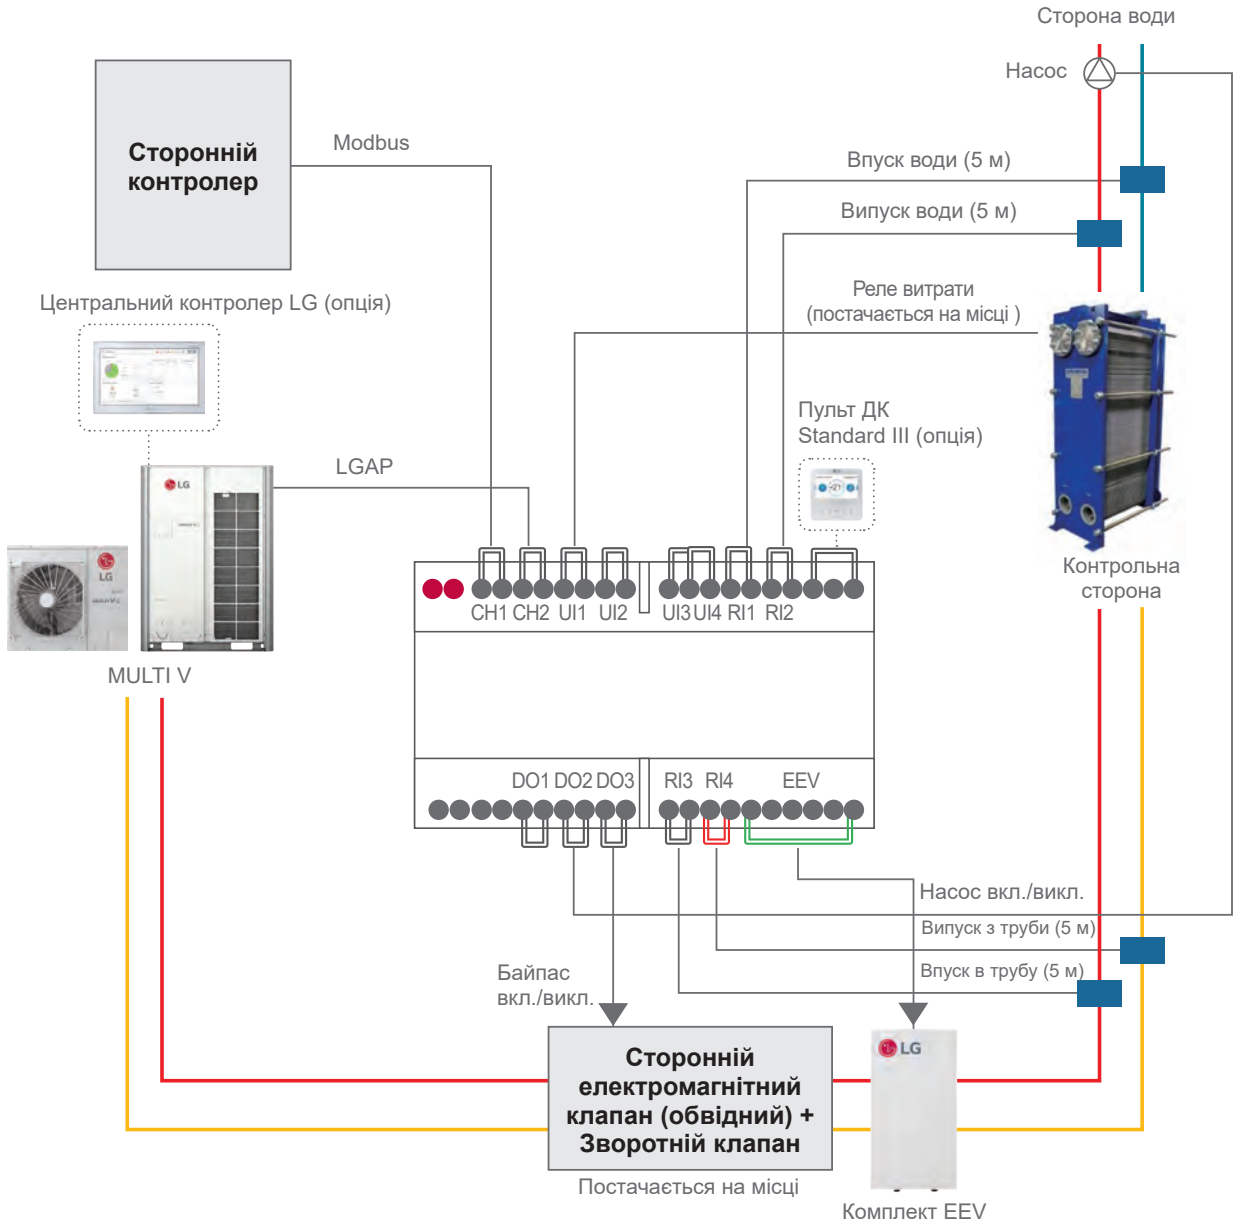 Сторона води
Насос
Сторонній
контролер
Modbus
Впуск води (5 м)
Випуск води (5 м)
Центральний контролер LG (опція)
Реле витрати
(постачається на місці )
Пульт ДК
Standard III (опція)
LGAP
LG
LG
MULTI V
Контрольна
сторона
CH1 CH2 UI1 UI2 UI3 UI4 RI1 RI2
DO1 DO2 DO3 RI3 RI4 EEV
Насос вкл./викл.
Випуск з труби (5 м)
Впуск в трубу (5 м)
Байпас
вкл./викл.
Сторонній
електромагнітний
клапан (обвідний) +
Зворотній клапан
LG
Постачається на місці
Комплект EEV